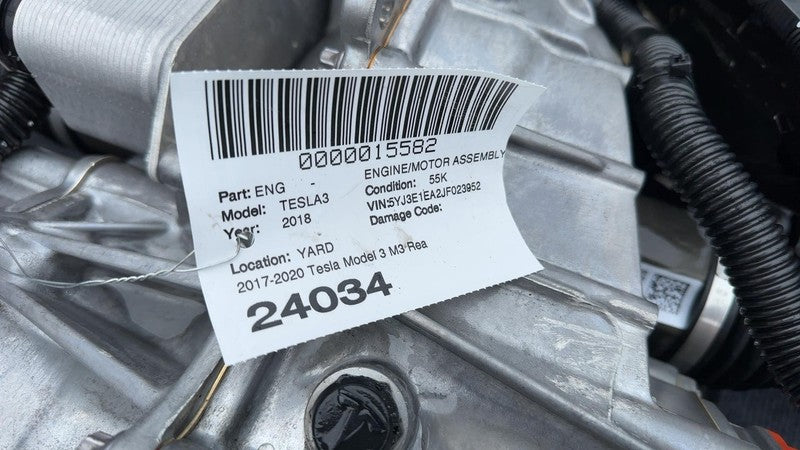 0000015582
Part: ENG - ENGINE/MOTOR ASSEMBLY
Model: TESLA3 Condition: 55K
Year: 2018 VIN:5YJ3E1EA2JF023952
Damage Code:
Location: YARD
2017-2020 Tesla Model 3 M3 Rea
24034